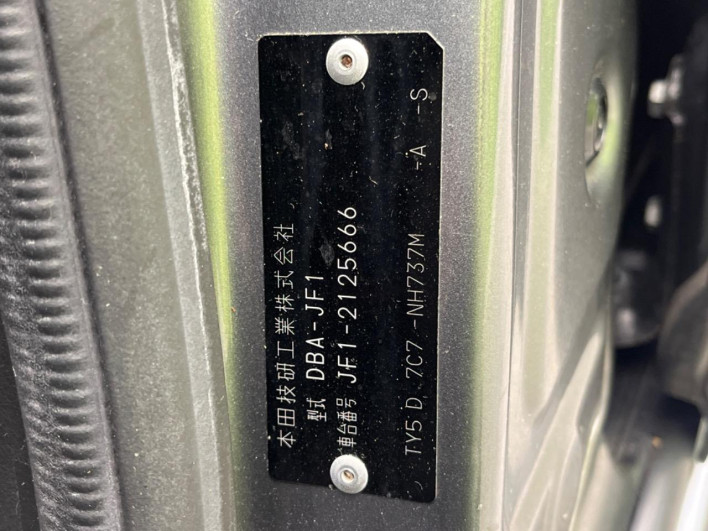 本田技研工業株式会社
型式 DBA-JF1
車台番号 JF1-2125666
TY5 D 7C7 -NH737M -A -S